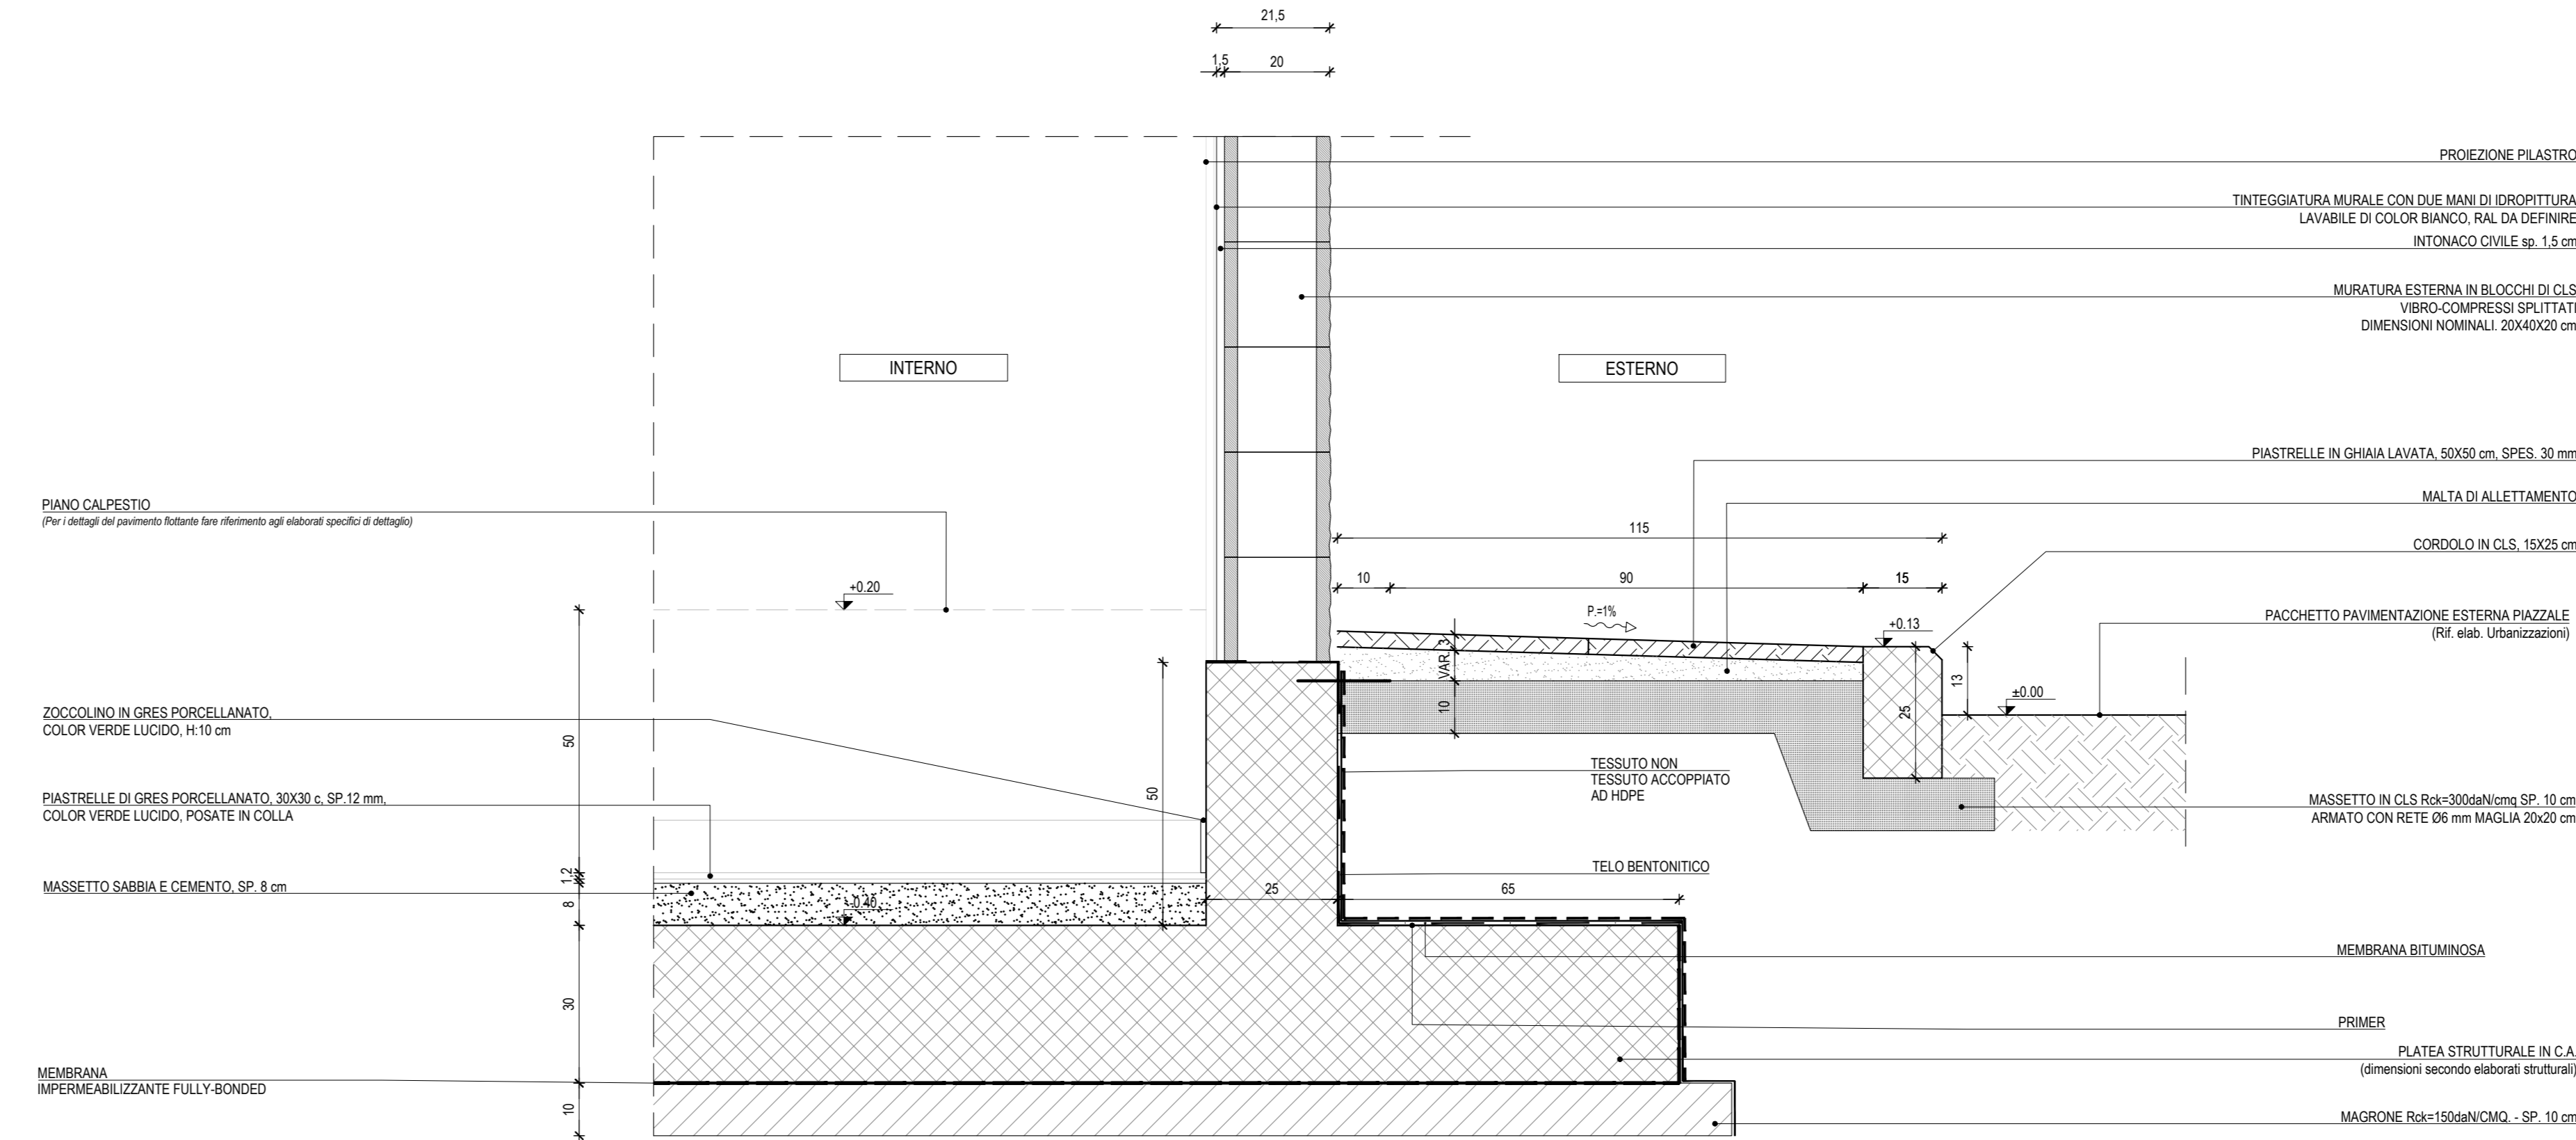 21,5
1,5
20
PROIEZIONE PILASTRO
TINTEGGIATURA MURALE CON DUE MANI DI IDROPITTURA
LAVABILE DI COLOR BIANCO, RAL DA DEFINIRE
INTONACO CIVILE sp. 1,5 cm
MURATURA ESTERNA IN BLOCCHI DI CLS
VIBRO-COMPRESSI SPLITTATI
DIMENSIONI NOMINALI. 20X40X20 cm
INTERNO
ESTERNO
PIASTRELLE IN GHIAIA LAVATA, 50X50 cm, SPES. 30 mm
MALTA DI ALLETTAMENTO
CORDOLO IN CLS, 15X25 cm
PACCHETTO PAVIMENTAZIONE ESTERNA PIAZZALE
(Rif. elab. Urbanizzazioni)
PIANO CALPESTIO
(Per i dettagli del pavimento flottante fare riferimento agli elaborati specifici di dettaglio)
115
10
90
15
+0.20
P.=1%
+0.13
±0.00
3
VAR.
10
25
13
ZOCCOLINO IN GRES PORCELLANATO,
COLOR VERDE LUCIDO, H:10 cm
50
50
PIASTRELLE DI GRES PORCELLANATO, 30X30 c, SP.12 mm,
COLOR VERDE LUCIDO, POSATE IN COLLA
TESSUTO NON
TESSUTO ACCOPPIATO
AD HDPE
MASSETTO IN CLS Rck=300daN/cmq SP. 10 cm
ARMATO CON RETE Ø6 mm MAGLIA 20x20 cm
TELO BENTONITICO
MASSETTO SABBIA E CEMENTO, SP. 8 cm
1,2
8
-0.40
25
65
MEMBRANA BITUMINOSA
30
PRIMER
PLATEA STRUTTURALE IN C.A.
(dimensioni secondo elaborati strutturali)
MEMBRANA
IMPERMEABILIZZANTE FULLY-BONDED
10
MAGRONE Rck=150daN/CMQ. - SP. 10 cm